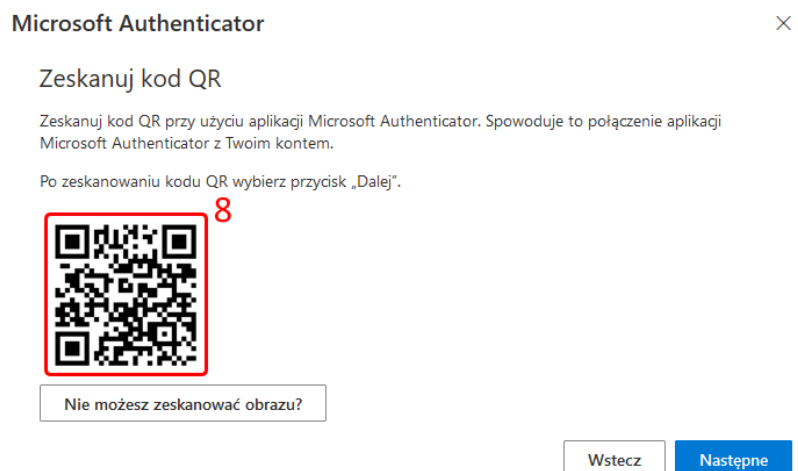 Microsoft Authenticator
Zeskanuj kod QR
Zeskanuj kod QR przy użyciu aplikacji Microsoft Authenticator. Spowoduje to połączenie aplikacji
Microsoft Authenticator z Twoim kontem.
Po zeskanowaniu kodu QR wybierz przycisk „Dalej”.
8
Nie możesz zeskanować obrazu?
Wstecz Następne